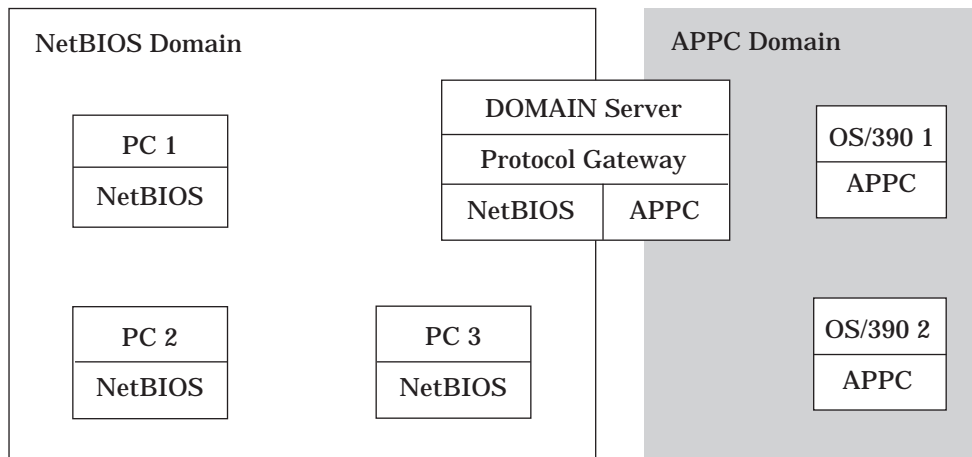 NetBIOS Domain
APPC Domain
DOMAIN Server
Protocol Gateway
NetBIOS
APPC
PC 1
NetBIOS
OS/390 1
APPC
PC 2
NetBIOS
PC 3
NetBIOS
OS/390 2
APPC